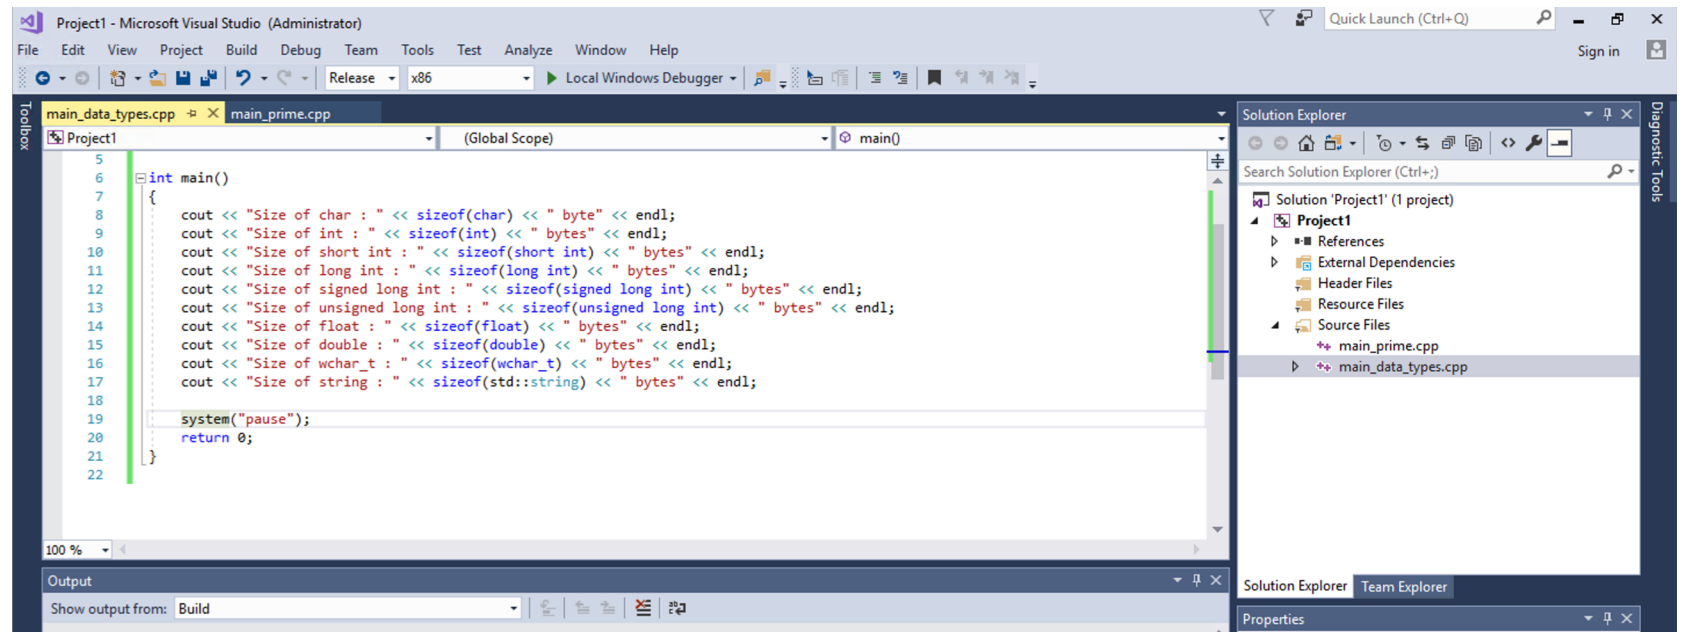 Project1 - Microsoft Visual Studio (Administrator)
Quick Launch (Ctrl+Q)
File Edit View Project Build Debug Team Tools Test Analyze Window Help
Sign in
Release x86 Local Windows Debugger
Toolbox
main_data_types.cpp main_prime.cpp
Project1 (Global Scope) main()
5
6 int main()
7 {
8 cout << "Size of char : " << sizeof(char) << " byte" << endl;
9 cout << "Size of int : " << sizeof(int) << " bytes" << endl;
10 cout << "Size of short int : " << sizeof(short int) << " bytes" << endl;
11 cout << "Size of long int : " << sizeof(long int) << " bytes" << endl;
12 cout << "Size of signed long int : " << sizeof(signed long int) << " bytes" << endl;
13 cout << "Size of unsigned long int : " << sizeof(unsigned long int) << " bytes" << endl;
14 cout << "Size of float : " << sizeof(float) << " bytes" << endl;
15 cout << "Size of double : " << sizeof(double) << " bytes" << endl;
16 cout << "Size of wchar_t : " << sizeof(wchar_t) << " bytes" << endl;
17 cout << "Size of string : " << sizeof(std::string) << " bytes" << endl;
18
19 system("pause");
20 return 0;
21 }
22
100 %
Output
Show output from: Build
Solution Explorer
Search Solution Explorer (Ctrl+;)
Solution 'Project1' (1 project)
Project1
References
External Dependencies
Header Files
Resource Files
Source Files
main_prime.cpp
main_data_types.cpp
Solution Explorer Team Explorer
Properties
Diagnostic Tools